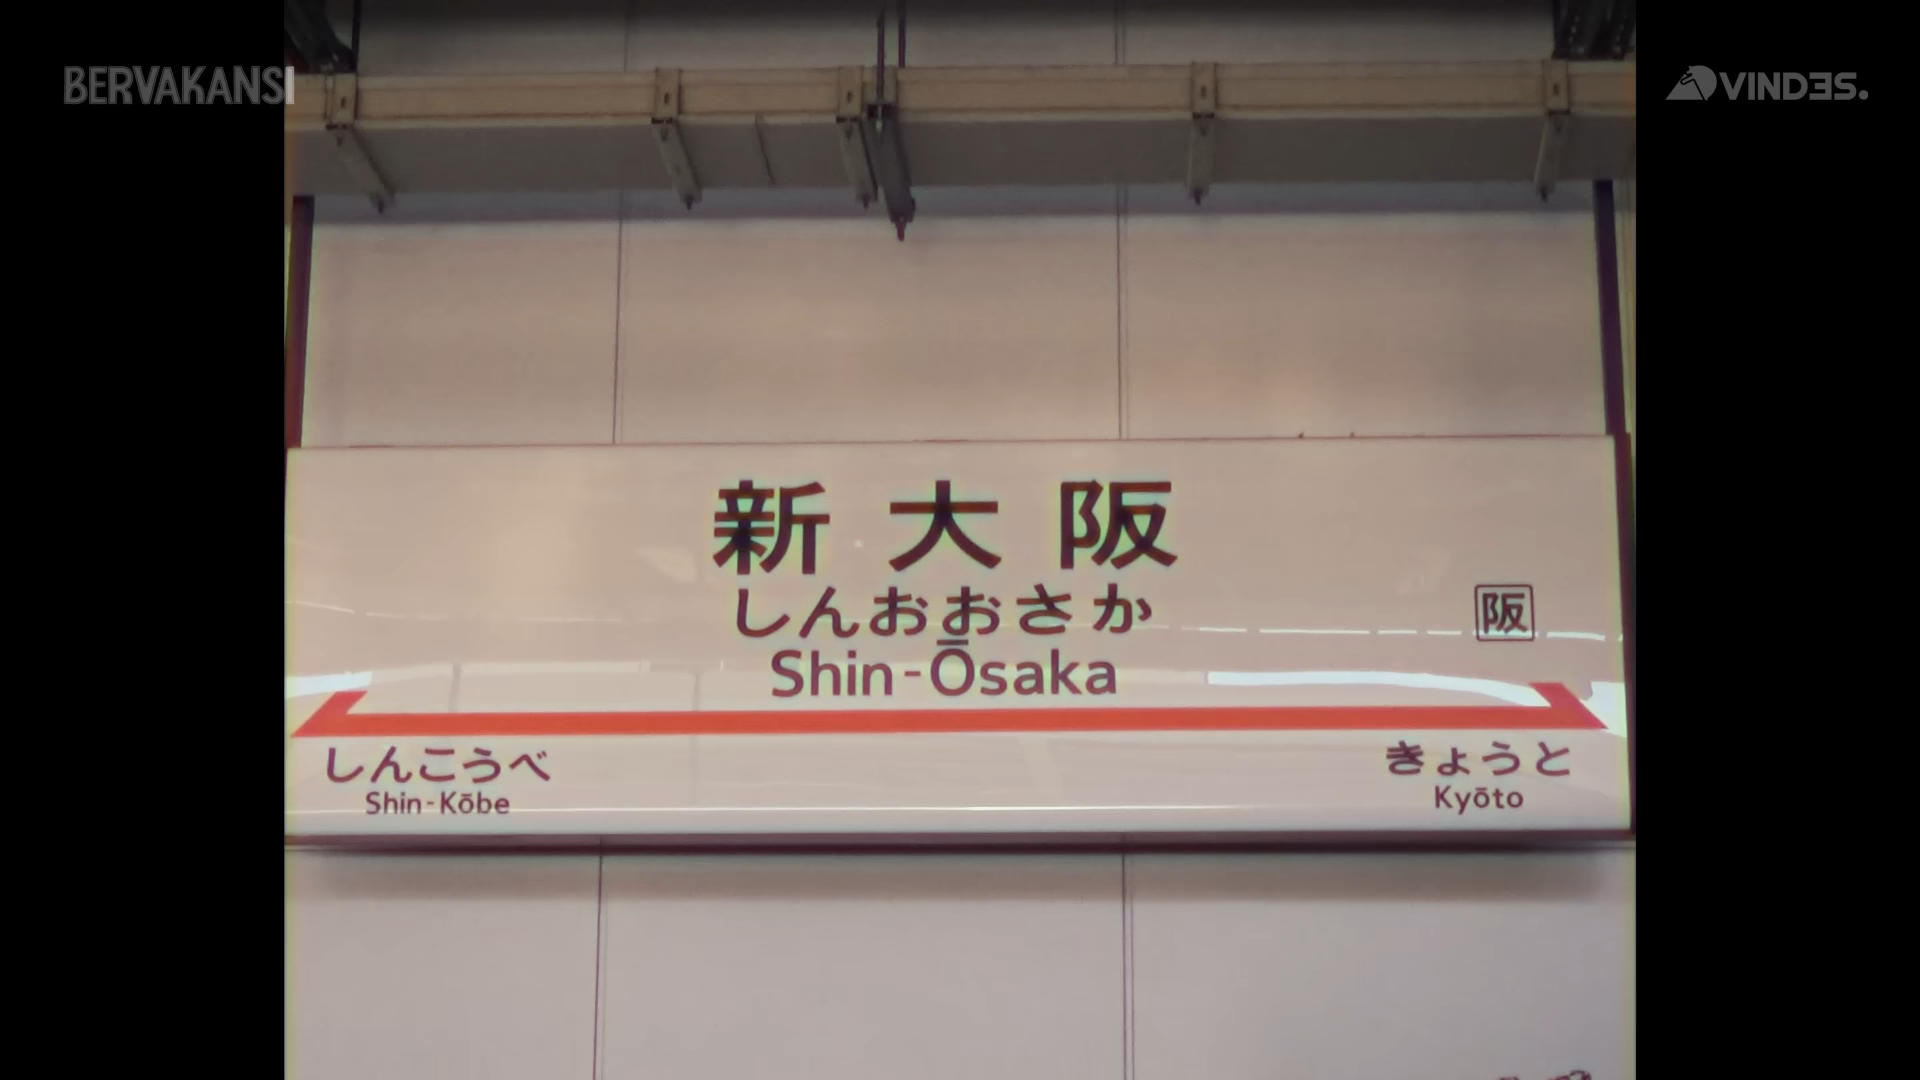 BERVAKANSI
VINDES.
新大阪
しんおおさか
阪
Shin-Ōsaka
しんこうべ
きょうと
Shin-Kōbe
Kyōto